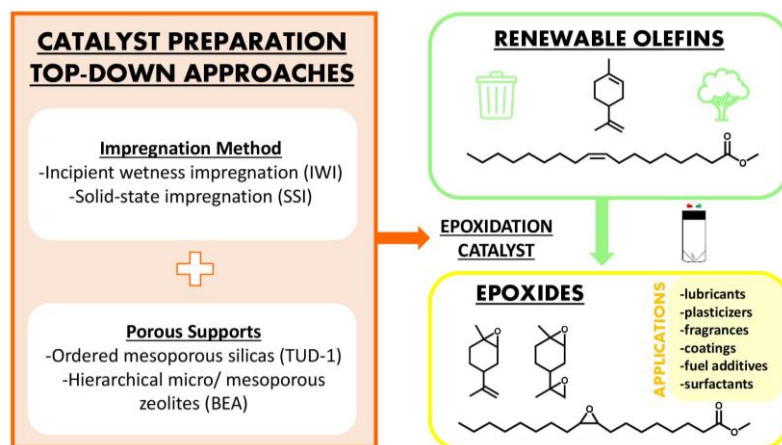 CATALYST PREPARATION
TOP-DOWN APPROACHES
Impregnation Method
-Incipient wetness impregnation (IWI)
-Solid-state impregnation (SSI)
Porous Supports
-Ordered mesoporous silicas (TUD-1)
-Hierarchical micro/ mesoporous
zeolites (BEA)
EPOXIDATION
CATALYST
RENEWABLE OLEFINS
O
O
EPOXIDES
O
O
O
O
O
O
APPLICATIONS
-lubricants
-plasticizers
-fragrances
-coatings
-fuel additives
-surfactants